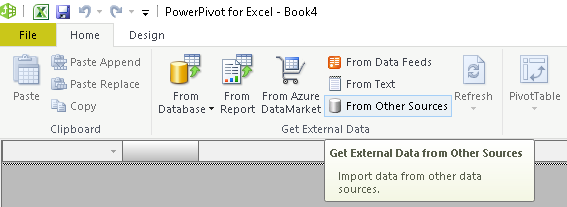 PowerPivot for Excel - Book4
File
Home
Design
Paste
Paste Append
Paste Replace
Copy
Clipboard
From
Database
From
Report
From Azure
DataMarket
From Data Feeds
From Text
From Other Sources
Get External Data
Refresh
PivotTable
Get External Data from Other Sources
Import data from other data
sources.